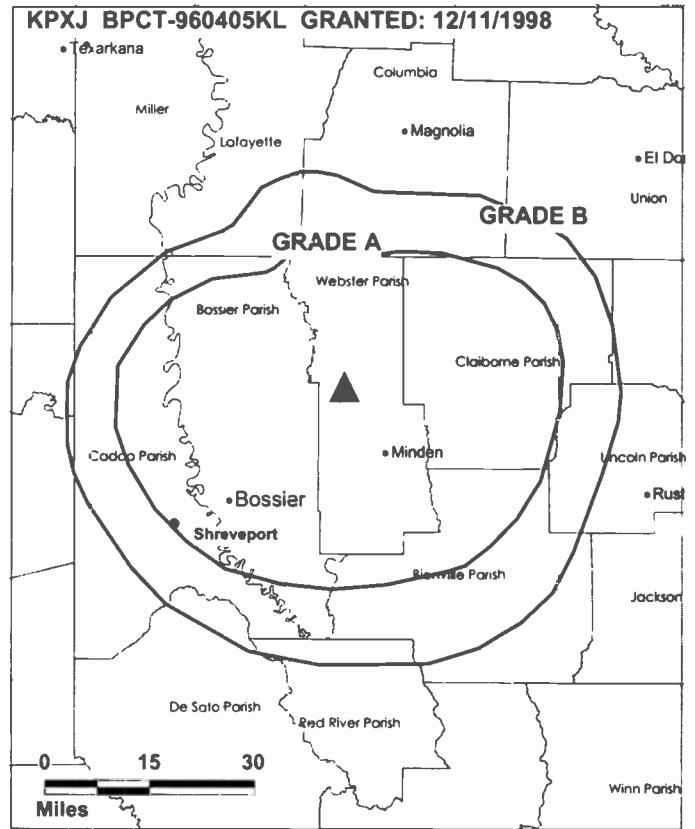 KPXJ BPCT-960405KL GRANTED: 12/11/1998
Texarkana
Columbia
Miller
Magnolia
Lafayette
El Do
Union
GRADE B
GRADE A
Webster Parish
Bossier Parish
Claiborne Parish
Minden
Caddo Parish
Lincoln Parish
Bossier
Rust
Shreveport
Bienville Parish
Jackson
De Sato Parish
Red River Parish
0 15 30
Miles
Winn Parish